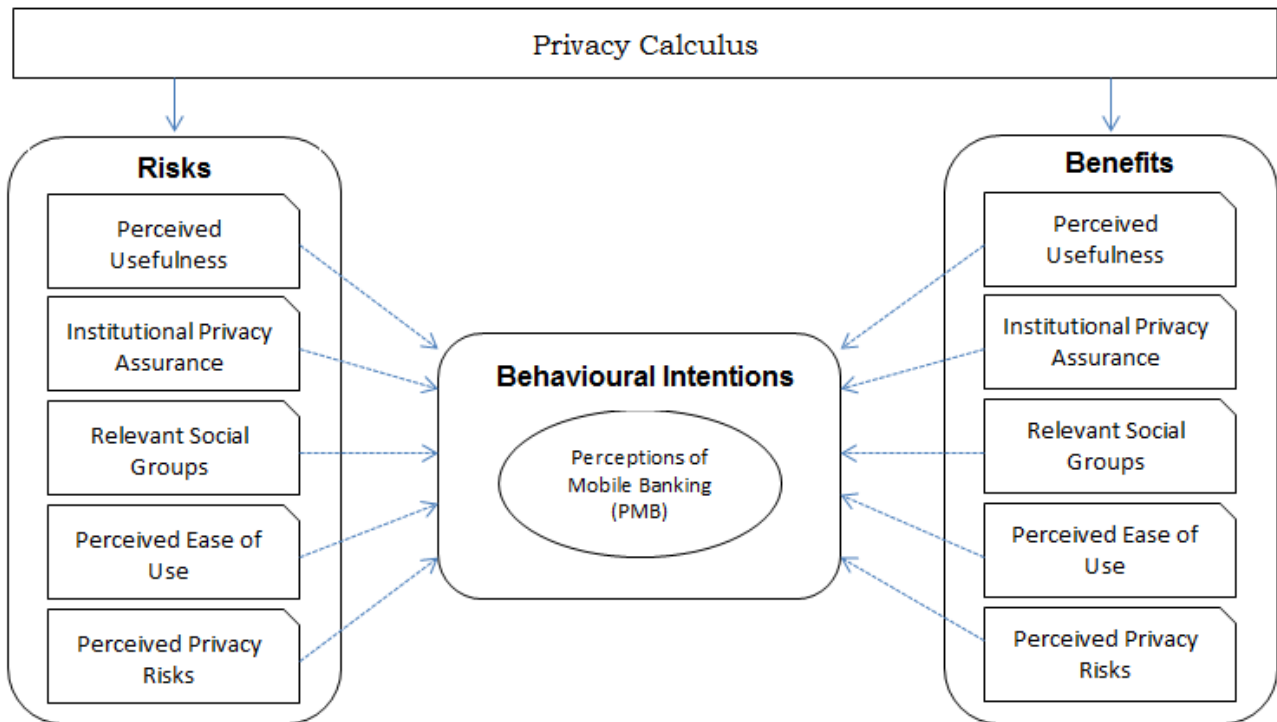 Privacy Calculus
Risks
Perceived
Usefulness
Institutional Privacy
Assurance
Relevant Social
Groups
Perceived Ease of
Use
Perceived Privacy
Risks
Behavioural Intentions
Perceptions of
Mobile Banking
(PMB)
Benefits
Perceived
Usefulness
Institutional Privacy
Assurance
Relevant Social
Groups
Perceived Ease of
Use
Perceived Privacy
Risks